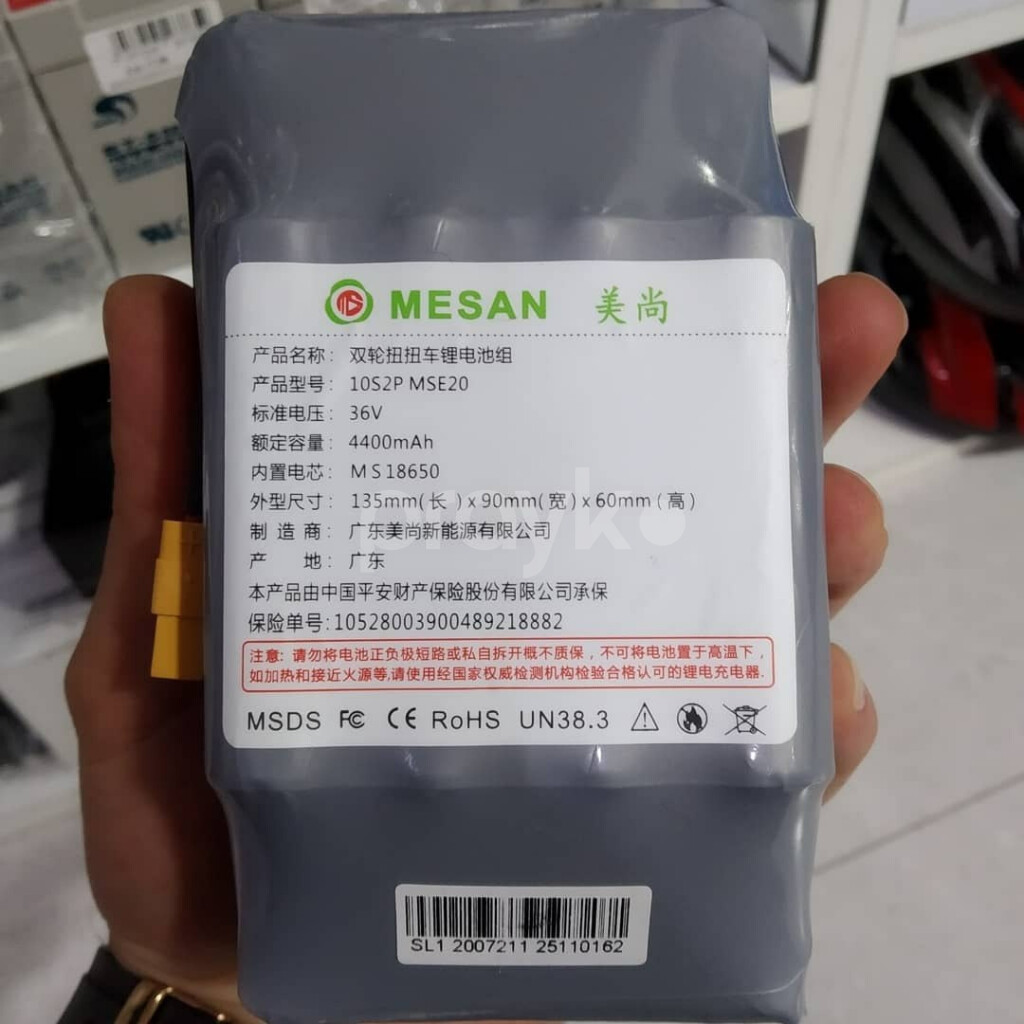 MESAN 美尚
产品名称：双轮扭扭车锂电池组
产品型号：10S2P MSE20
标准电压：36V
额定容量：4400mAh
内置电芯：MS18650
外型尺寸：135mm(长)x90mm(宽)x60mm(高)
制造商：广东美尚新能源有限公司
产 地：广东
本产品由中国平安财产保险股份有限公司承保
保险单号:10528003900489218882
注意：请勿将电池正负极短路或私自拆开概不质保，不可将电池置于高温下，
如加热和接近火源等,请使用经国家权威检测机构检验合格认可的锂电充电器.
MSDS FC CE RoHS UN38.3
SL1 2007211 25110162